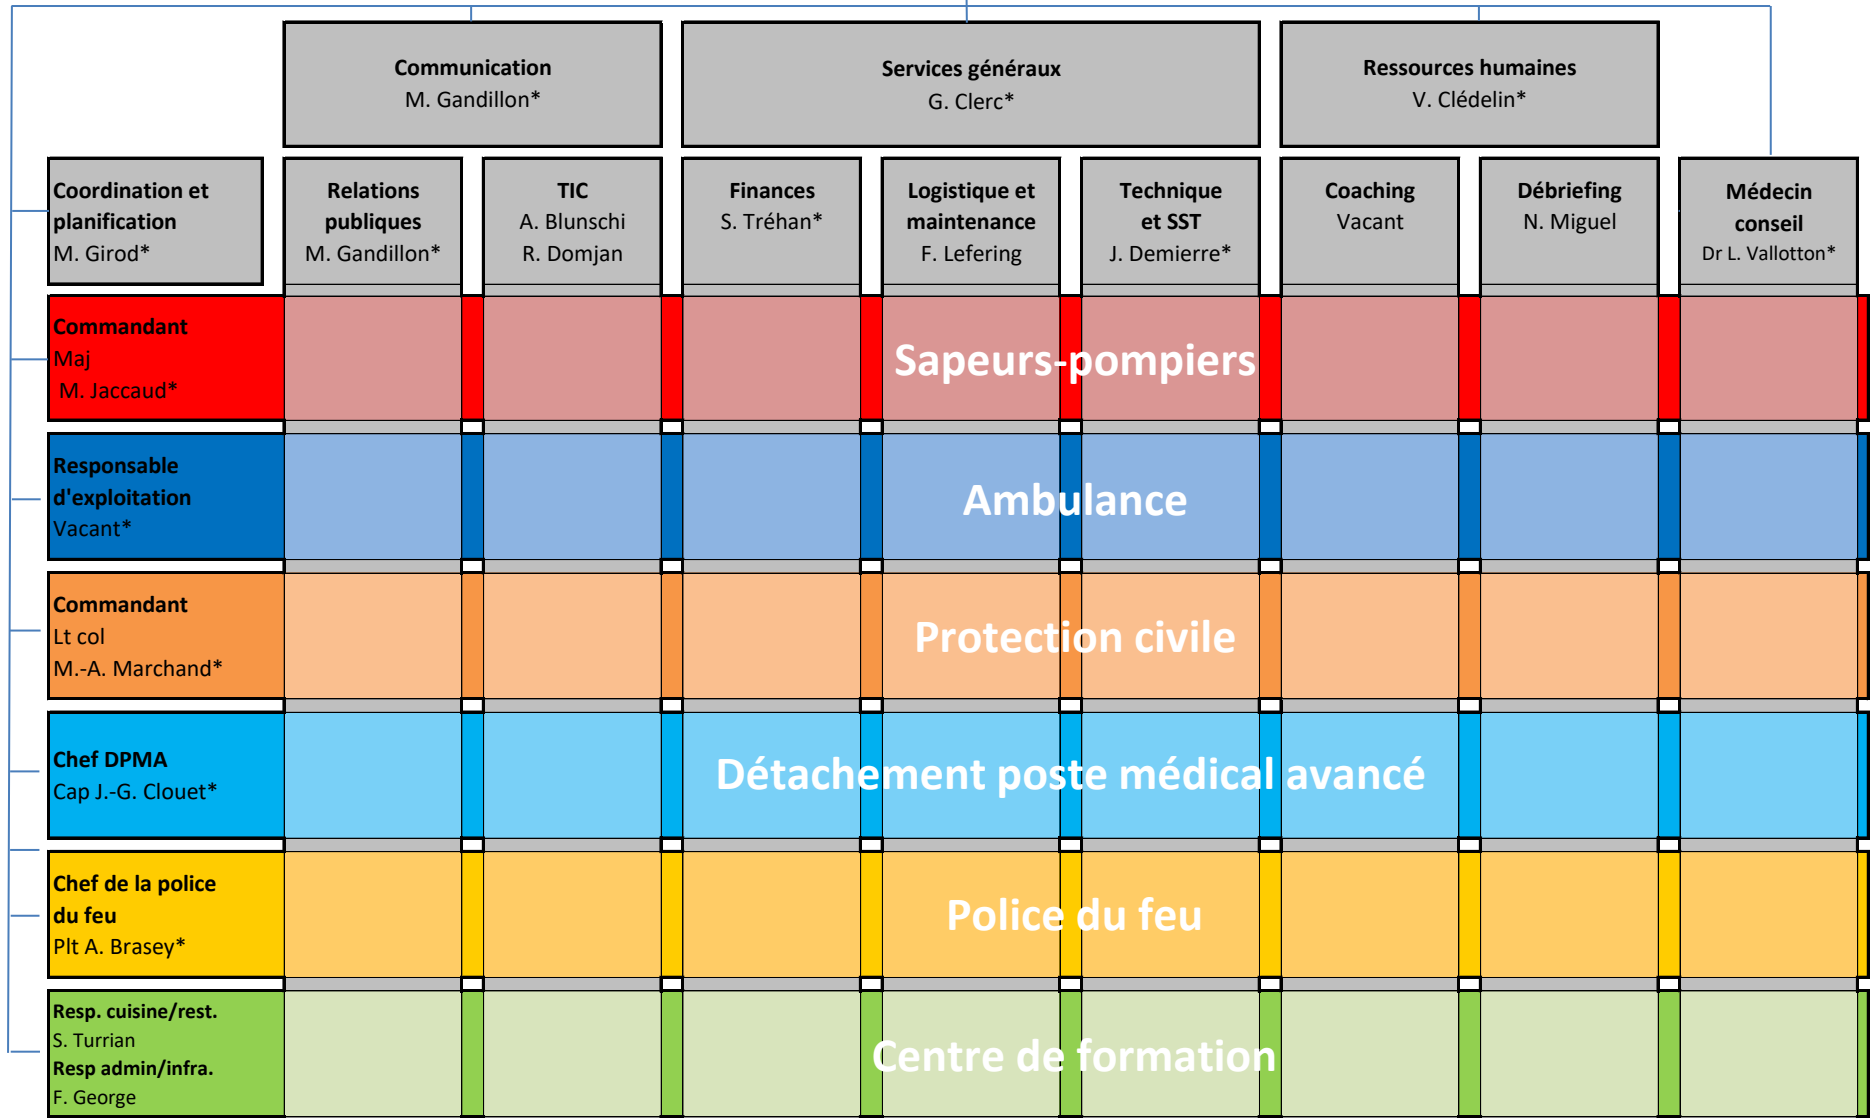 Communication
M. Gandillon*
Services généraux
G. Clerc*
Ressources humaines
V. Clédelin*
Coordination et
planification
M. Girod*
Relations
publiques
M. Gandillon*
TIC
A. Blunschi
R. Domjan
Finances
S. Tréhan*
Logistique et
maintenance
F. Lefering
Technique
et SST
J. Demierre*
Coaching
Vacant
Débriefing
N. Miguel
Médecin
conseil
Dr L. Vallotton*
Commandant
Maj
M. Jaccaud*
Sapeurs-pompiers
Responsable
d'exploitation
Vacant*
Ambulance
Commandant
Lt col
M.-A. Marchand*
Protection civile
Chef DPMA
Cap J.-G. Clouet*
Détachement poste médical avancé
Chef de la police
du feu
Plt A. Brasey*
Police du feu
Resp. cuisine/rest.
S. Turrian
Resp admin/infra.
F. George
Centre de formation